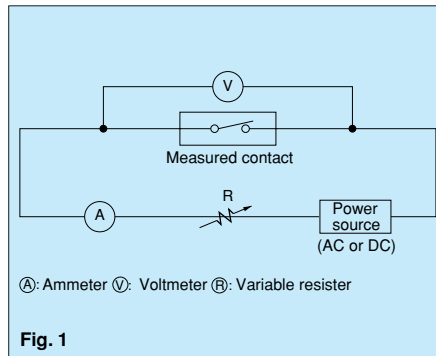 V
Measured contact
R
A
Power
source
(AC or DC)
Ⓐ: Ammeter Ⓥ: Voltmeter Ⓡ: Variable resister
Fig. 1